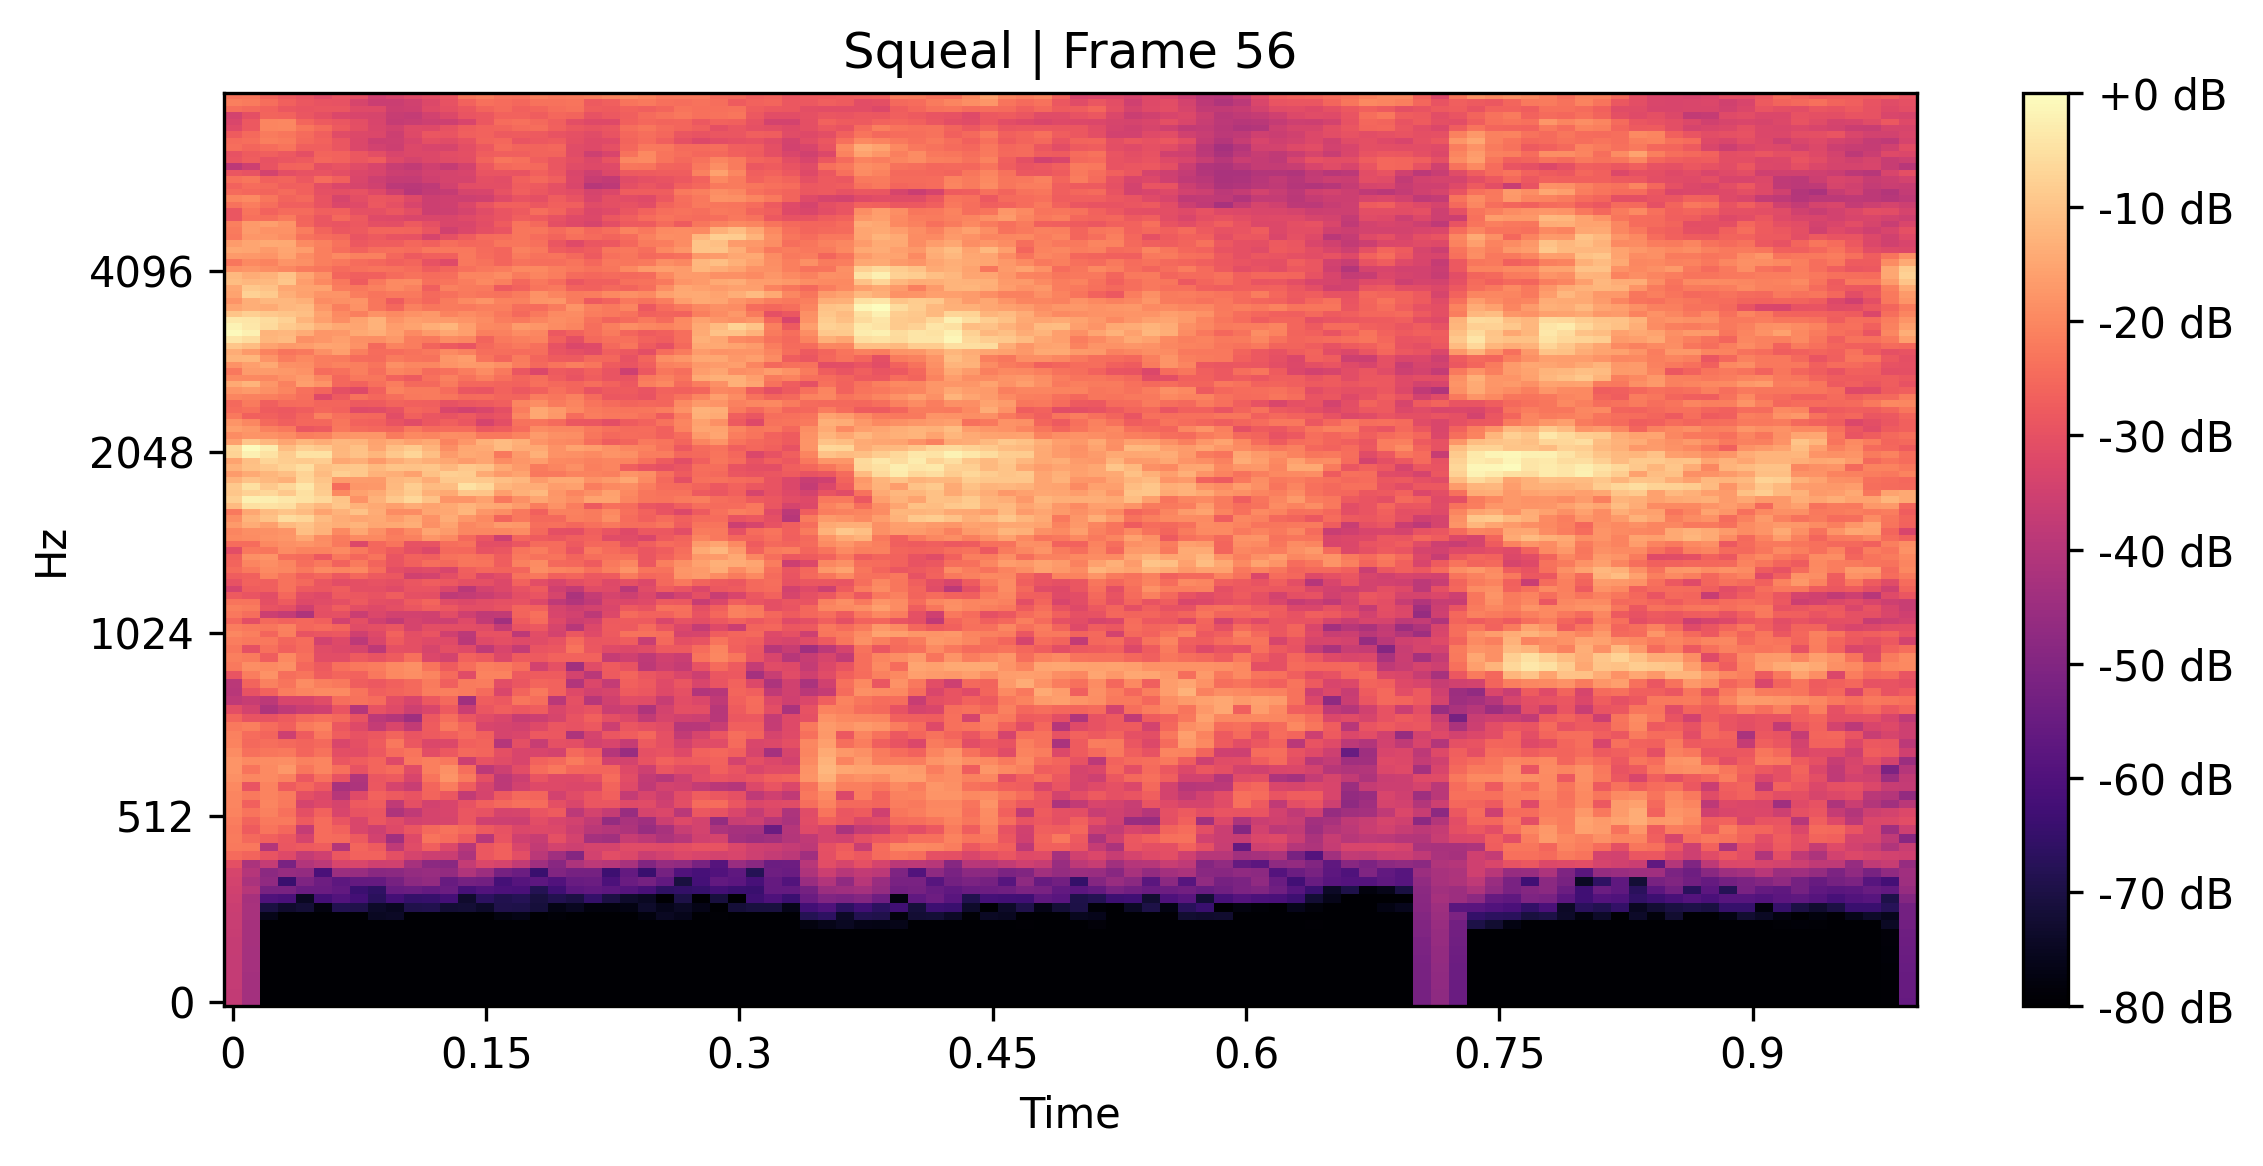 Squeal | Frame 56
+0 dB
-10 dB
-20 dB
-30 dB
-40 dB
-50 dB
-60 dB
-70 dB
-80 dB
4096
2048
1024
512
0
Hz
0 0.15 0.3 0.45 0.6 0.75 0.9
Time